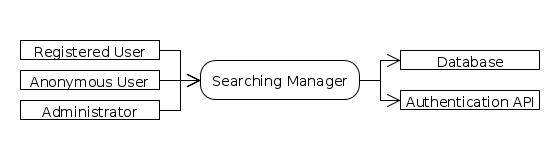 Registered User
Anonymous User
Administrator
Searching Manager
Database
Authentication API